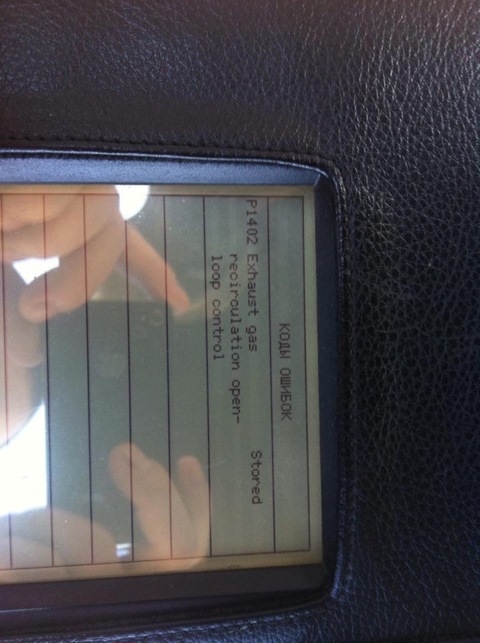 КОДЫ ОШИБОК
P1402 Exhaust gas Stored
recirculation open-
loop control